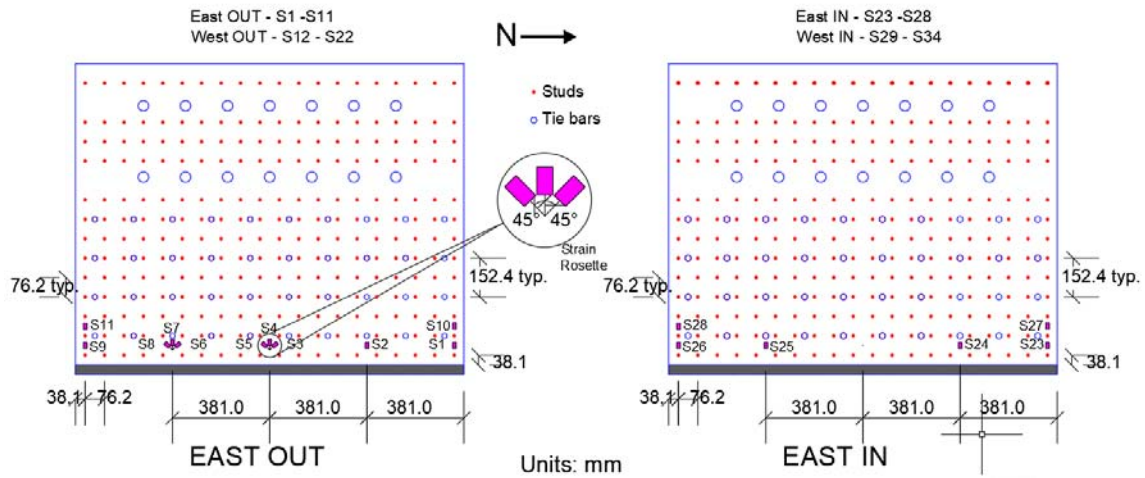 East OUT - S1 -S11
West OUT - S12 - S22
N
East IN - S23 -S28
West IN - S29 - S34
Studs
Tie bars
45° 45°
Strain
Rosette
76.2 typ.
152.4 typ.
76.2 typ.
152.4 typ.
S11 S7 S4 S10
S9 S8 S6 S5 S3 S2 S1
S28 S27
S26 S25 S24 S23
38.1
38.1
38.1 76.2
381.0 381.0 381.0
38.1 76.2
381.0 381.0 381.0
EAST OUT
Units: mm
EAST IN